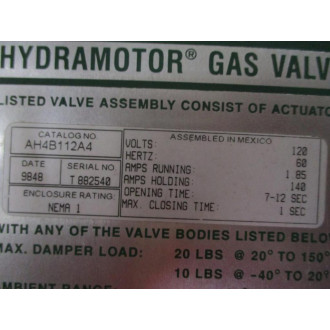 HYDRAMOTOR® GAS VALV
LISTED VALVE ASSEMBLY CONSIST OF ACTUATO
CATALOG NO.
AH4B112A4
DATE
9848
SERIAL NO
T 882540
ENCLOSURE RATING
NEMA 1
ASSEMBLED IN MEXICO
VOLTS: 120
HERTZ: 60
AMPS RUNNING: 1.85
AMPS HOLDING: 140
OPENING TIME: 7-12 SEC
MAX. CLOSING TIME: 1 SEC
WITH ANY OF THE VALVE BODIES LISTED BELO
MAX. DAMPER LOAD: 20 LBS @ 20° TO 150°
10 LBS @ -40° TO 20°
AMBIENT RANGE: